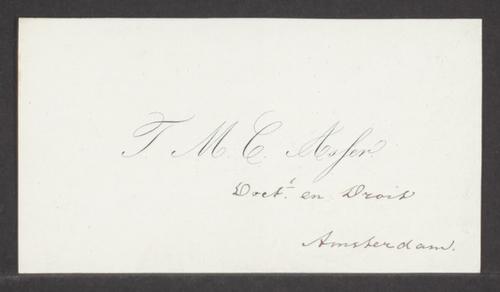 T. M. C. Asser.
Doct.r en Droit
Amsterdam.